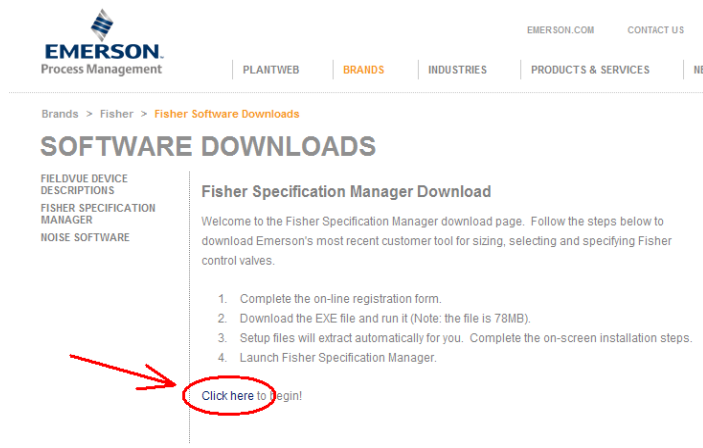 EMERSON.COM CONTACT US
EMERSON.
Process Management
PLANTWEB BRANDS INDUSTRIES PRODUCTS & SERVICES
Brands > Fisher > Fisher Software Downloads
SOFTWARE DOWNLOADS
FIELDVUE DEVICE
DESCRIPTIONS
FISHER SPECIFICATION
MANAGER
NOISE SOFTWARE
Fisher Specification Manager Download
Welcome to the Fisher Specification Manager download page. Follow the steps below to
download Emerson's most recent customer tool for sizing, selecting and specifying Fisher
control valves.
1. Complete the on-line registration form.
2. Download the EXE file and run it (Note: the file is 78MB).
3. Setup files will extract automatically for you. Complete the on-screen installation steps.
4. Launch Fisher Specification Manager.
Click here to begin!